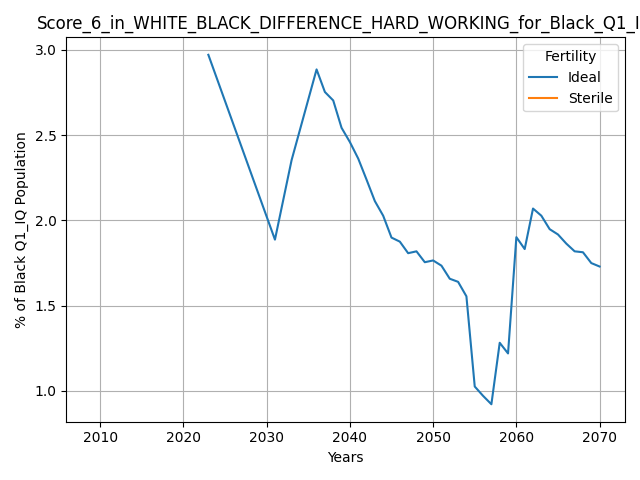 Score_6_in_WHITE_BLACK_DIFFERENCE_HARD_WORKING_for_Black_Q1_I
3.0
2.5
2.0
1.5
1.0
% of Black Q1_IQ Population
Fertility
Ideal
Sterile
2010 2020 2030 2040 2050 2060 2070
Years